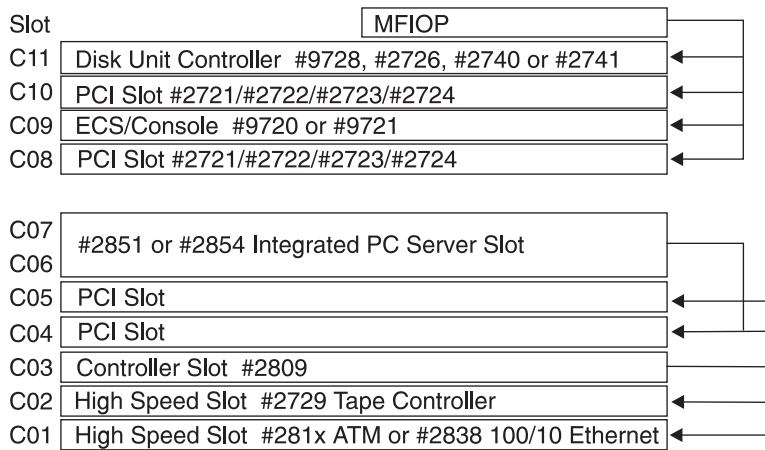 Slot MFIOP
C11 Disk Unit Controller #9728, #2726, #2740 or #2741
C10 PCI Slot #2721/#2722/#2723/#2724
C09 ECS/Console #9720 or #9721
C08 PCI Slot #2721/#2722/#2723/#2724
C07
#2851 or #2854 Integrated PC Server Slot
C06
C05 PCI Slot
C04 PCI Slot
C03 Controller Slot #2809
C02 High Speed Slot #2729 Tape Controller
C01 High Speed Slot #281x ATM or #2838 100/10 Ethernet